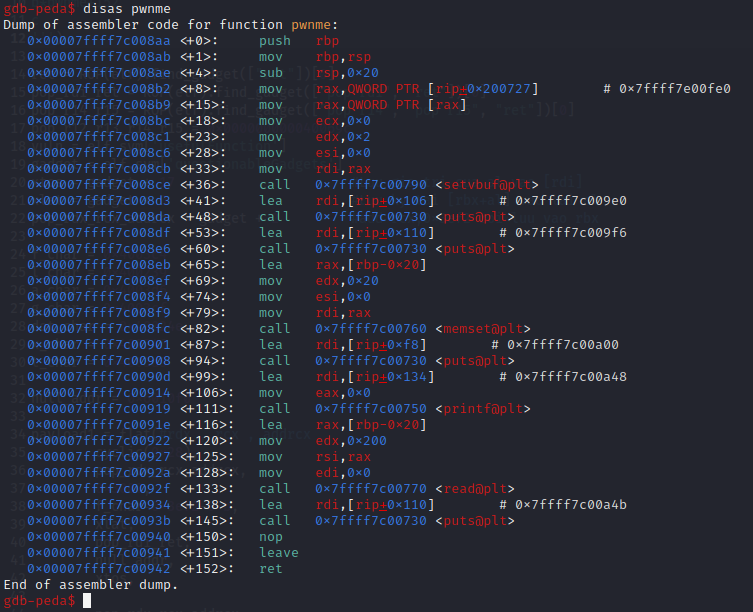 gdb-peda$ disas pwnme
Dump of assembler code for function pwnme:
0x00007ffff7c008aa <+0>: push rbp
0x00007ffff7c008ab <+1>: mov rbp,rsp
0x00007ffff7c008ae <+4>: sub rsp,0x20
0x00007ffff7c008b2 <+8>: mov rax,QWORD PTR [rip+0x200727] # 0x7ffff7e00fe0
0x00007ffff7c008b9 <+15>: mov rax,QWORD PTR [rax]
0x00007ffff7c008bc <+18>: mov ecx,0x0
0x00007ffff7c008c1 <+23>: mov edx,0x2
0x00007ffff7c008c6 <+28>: mov esi,0x0
0x00007ffff7c008cb <+33>: mov rdi,rax
0x00007ffff7c008ce <+36>: call 0x7ffff7c00790 <setvbuf@plt>
0x00007ffff7c008d3 <+41>: lea rdi,[rip+0x106] # 0x7ffff7c009e0
0x00007ffff7c008da <+48>: call 0x7ffff7c00730 <puts@plt>
0x00007ffff7c008df <+53>: lea rdi,[rip+0x110] # 0x7ffff7c009f6
0x00007ffff7c008e6 <+60>: call 0x7ffff7c00730 <puts@plt>
0x00007ffff7c008eb <+65>: lea rax,[rbp-0x20]
0x00007ffff7c008ef <+69>: mov edx,0x20
0x00007ffff7c008f4 <+74>: mov esi,0x0
0x00007ffff7c008f9 <+79>: mov rdi,rax
0x00007ffff7c008fc <+82>: call 0x7ffff7c00760 <memset@plt>
0x00007ffff7c00901 <+87>: lea rdi,[rip+0xf8] # 0x7ffff7c00a00
0x00007ffff7c00908 <+94>: call 0x7ffff7c00730 <puts@plt>
0x00007ffff7c0090d <+99>: lea rdi,[rip+0x134] # 0x7ffff7c00a48
0x00007ffff7c00914 <+106>: mov eax,0x0
0x00007ffff7c00919 <+111>: call 0x7ffff7c00750 <printf@plt>
0x00007ffff7c0091e <+116>: lea rax,[rbp-0x20]
0x00007ffff7c00922 <+120>: mov edx,0x200
0x00007ffff7c00927 <+125>: mov rsi,rax
0x00007ffff7c0092a <+128>: mov edi,0x0
0x00007ffff7c0092f <+133>: call 0x7ffff7c00770 <read@plt>
0x00007ffff7c00934 <+138>: lea rdi,[rip+0x110] # 0x7ffff7c00a4b
0x00007ffff7c0093b <+145>: call 0x7ffff7c00730 <puts@plt>
0x00007ffff7c00940 <+150>: nop
0x00007ffff7c00941 <+151>: leave
0x00007ffff7c00942 <+152>: ret
End of assembler dump.
gdb-peda$